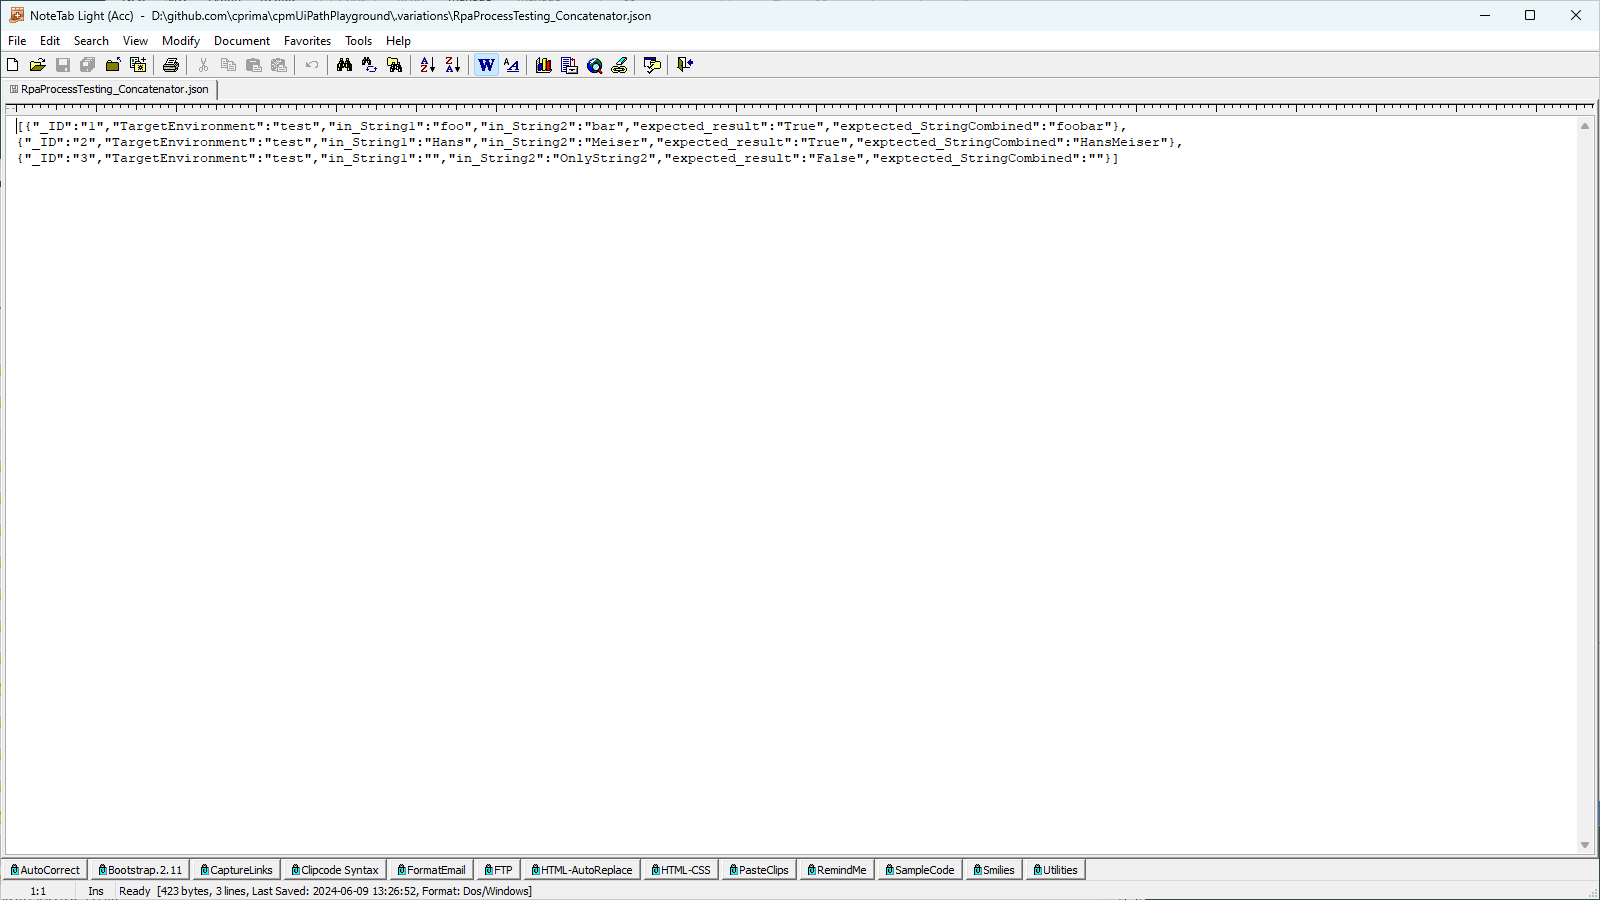 NoteTab Light (Acc) - D:\github.com\cprima\cpmUiPathPlayground\.variations\RpaProcessTesting_Concatenator.json
File Edit Search View Modify Document Favorites Tools Help
RpaProcessTesting_Concatenator.json
[{"_ID":"1","TargetEnvironment":"test","in_String1":"foo","in_String2":"bar","expected_result":"True","exptected_StringCombined":"foobar"},
{"_ID":"2","TargetEnvironment":"test","in_String1":"Hans","in_String2":"Meiser","expected_result":"True","exptected_StringCombined":"HansMeiser"},
{"_ID":"3","TargetEnvironment":"test","in_String1":"","in_String2":"OnlyString2","expected_result":"False","exptected_StringCombined":""}]
AutoCorrect Bootstrap.2.11 CaptureLinks Clipcode Syntax FormatEmail FTP HTML-AutoReplace HTML-CSS PasteClips RemindMe SampleCode Smilies Utilities
1:1 Ins Ready [423 bytes, 3 lines, Last Saved: 2024-06-09 13:26:52, Format: Dos/Windows]